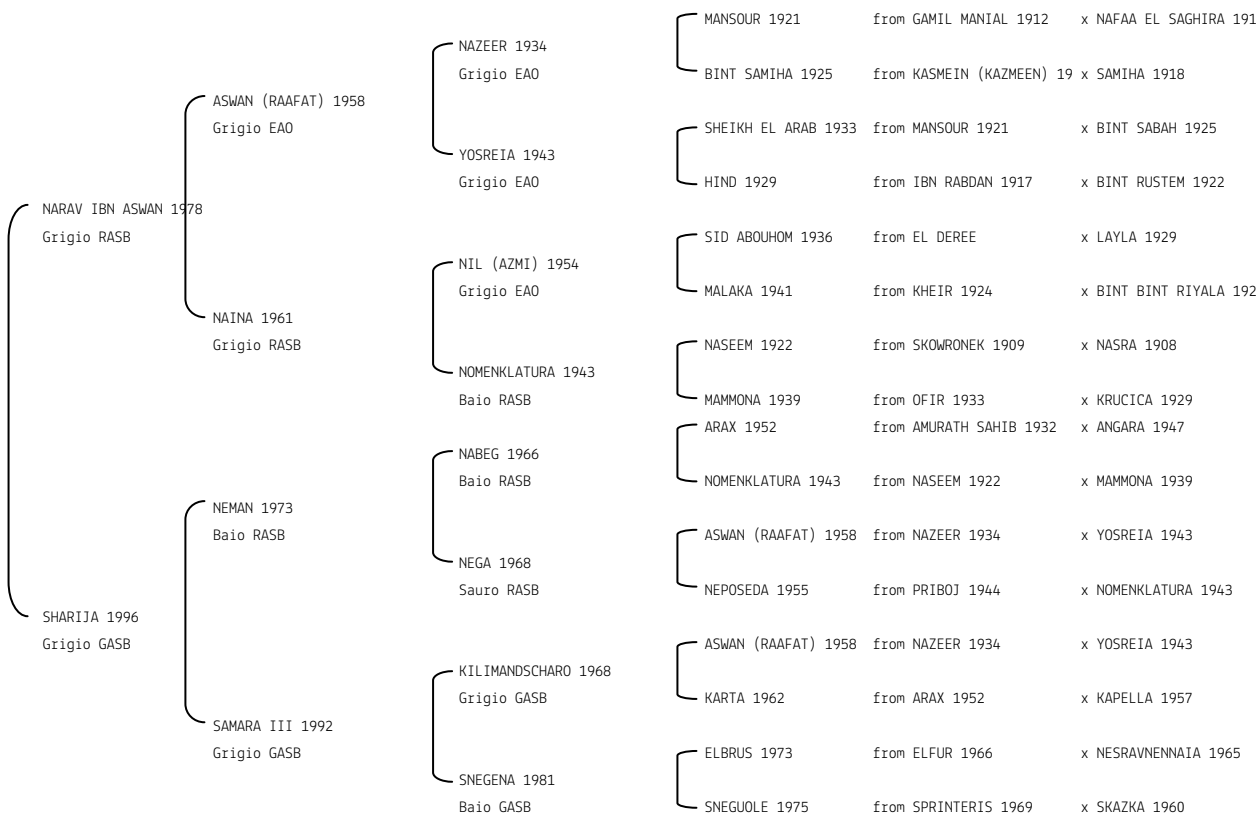 MANSOUR 1921 from GAMIL MANIAL 1912 x NAFAA EL SAGHIRA 191
NAZEER 1934
Grigio EAO
BINT SAMIHA 1925 from KASMEIN (KAZMEEN) 19 x SAMIHA 1918
ASWAN (RAAFAT) 1958
Grigio EAO
SHEIKH EL ARAB 1933 from MANSOUR 1921 x BINT SABAH 1925
YOSREIA 1943
Grigio EAO
HIND 1929 from IBN RABDAN 1917 x BINT RUSTEM 1922
NARAV IBN ASWAN 1978
Grigio RASB
SID ABOUHOM 1936 from EL DEREE x LAYLA 1929
NIL (AZMI) 1954
Grigio EAO
MALAKA 1941 from KHEIR 1924 x BINT BINT RIYALA 192
NAINA 1961
Grigio RASB
NASEEM 1922 from SKOWRONEK 1909 x NASRA 1908
NOMENKLATURA 1943
Baio RASB
MAMMONA 1939 from OFIR 1933 x KRUCICA 1929
ARAX 1952 from AMURATH SAHIB 1932 x ANGARA 1947
NABEG 1966
Baio RASB
NOMENKLATURA 1943 from NASEEM 1922 x MAMMONA 1939
NEMAN 1973
Baio RASB
ASWAN (RAAFAT) 1958 from NAZEER 1934 x YOSREIA 1943
NEGA 1968
Sauro RASB
NEPOSEDA 1955 from PRIBOJ 1944 x NOMENKLATURA 1943
SHARIJA 1996
Grigio GASB
ASWAN (RAAFAT) 1958 from NAZEER 1934 x YOSREIA 1943
KILIMANDSCHARO 1968
Grigio GASB
KARTA 1962 from ARAX 1952 x KAPELLA 1957
SAMARA III 1992
Grigio GASB
ELBRUS 1973 from ELFUR 1966 x NESRAVNENNAIA 1965
SNEGENA 1981
Baio GASB
SNEGUOLE 1975 from SPRINTERIS 1969 x SKAZKA 1960